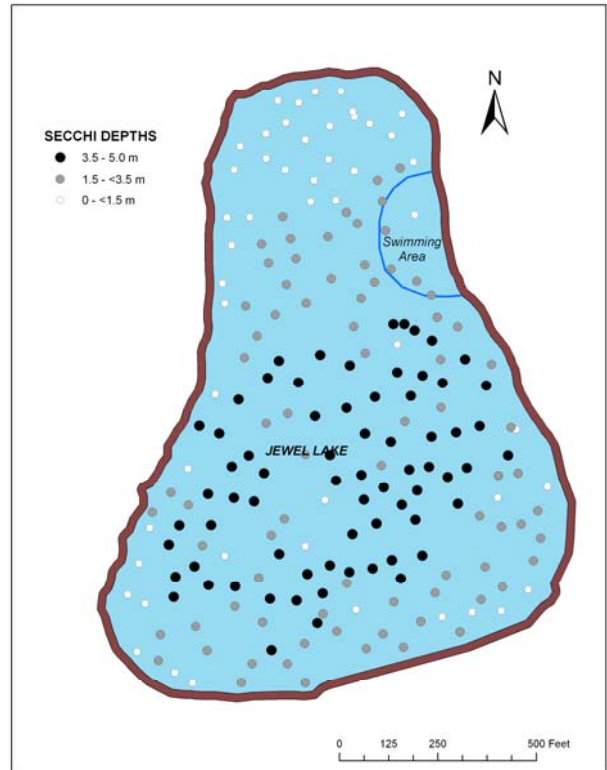 N
SECCHI DEPTHS
3.5 - 5.0 m
1.5 - <3.5 m
0 - <1.5 m
Swimming
Area
JEWEL LAKE
0 125 250 500 Feet